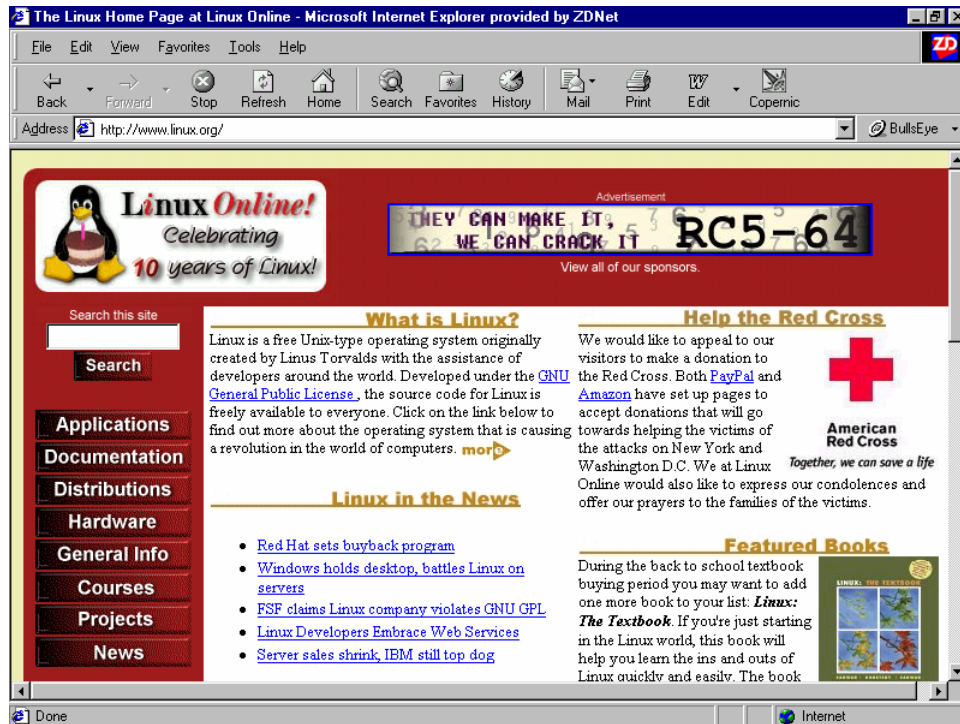 The Linux Home Page at Linux Online - Microsoft Internet Explorer provided by ZDNet
File Edit View Favorites Tools Help
ZD
Back Forward Stop Refresh Home Search Favorites History Mail Print Edit Copernic
Address http://www.linux.org/ BullsEye
Linux Online!
Celebrating
10 years of Linux!
Advertisement
THEY CAN MAKE IT,
WE CAN CRACK IT
RC5-64
View all of our sponsors.
Search this site
Search
Applications
Documentation
Distributions
Hardware
General Info
Courses
Projects
News
What is Linux?
Linux is a free Unix-type operating system originally
created by Linus Torvalds with the assistance of
developers around the world. Developed under the GNU
General Public License , the source code for Linux is
freely available to everyone. Click on the link below to
find out more about the operating system that is causing
a revolution in the world of computers. more
Linux in the News
Red Hat sets buyback program
Windows holds desktop, battles Linux on
servers
FSF claims Linux company violates GNU GPL
Linux Developers Embrace Web Services
Server sales shrink, IBM still top dog
Help the Red Cross
We would like to appeal to our
visitors to make a donation to
the Red Cross. Both PayPal and
Amazon have set up pages to
accept donations that will go
towards helping the victims of
the attacks on New York and
Washington D.C. We at Linux
Online would also like to express our condolences and
offer our prayers to the families of the victims.
American
Red Cross
Together, we can save a life
Featured Books
During the back to school textbook
buying period you may want to add
one more book to your list: Linux:
The Textbook. If you're just starting
in the Linux world, this book will
help you learn the ins and outs of
Linux quickly and easily. The book
LINUX: THE TEXTBOOK
Done
Internet